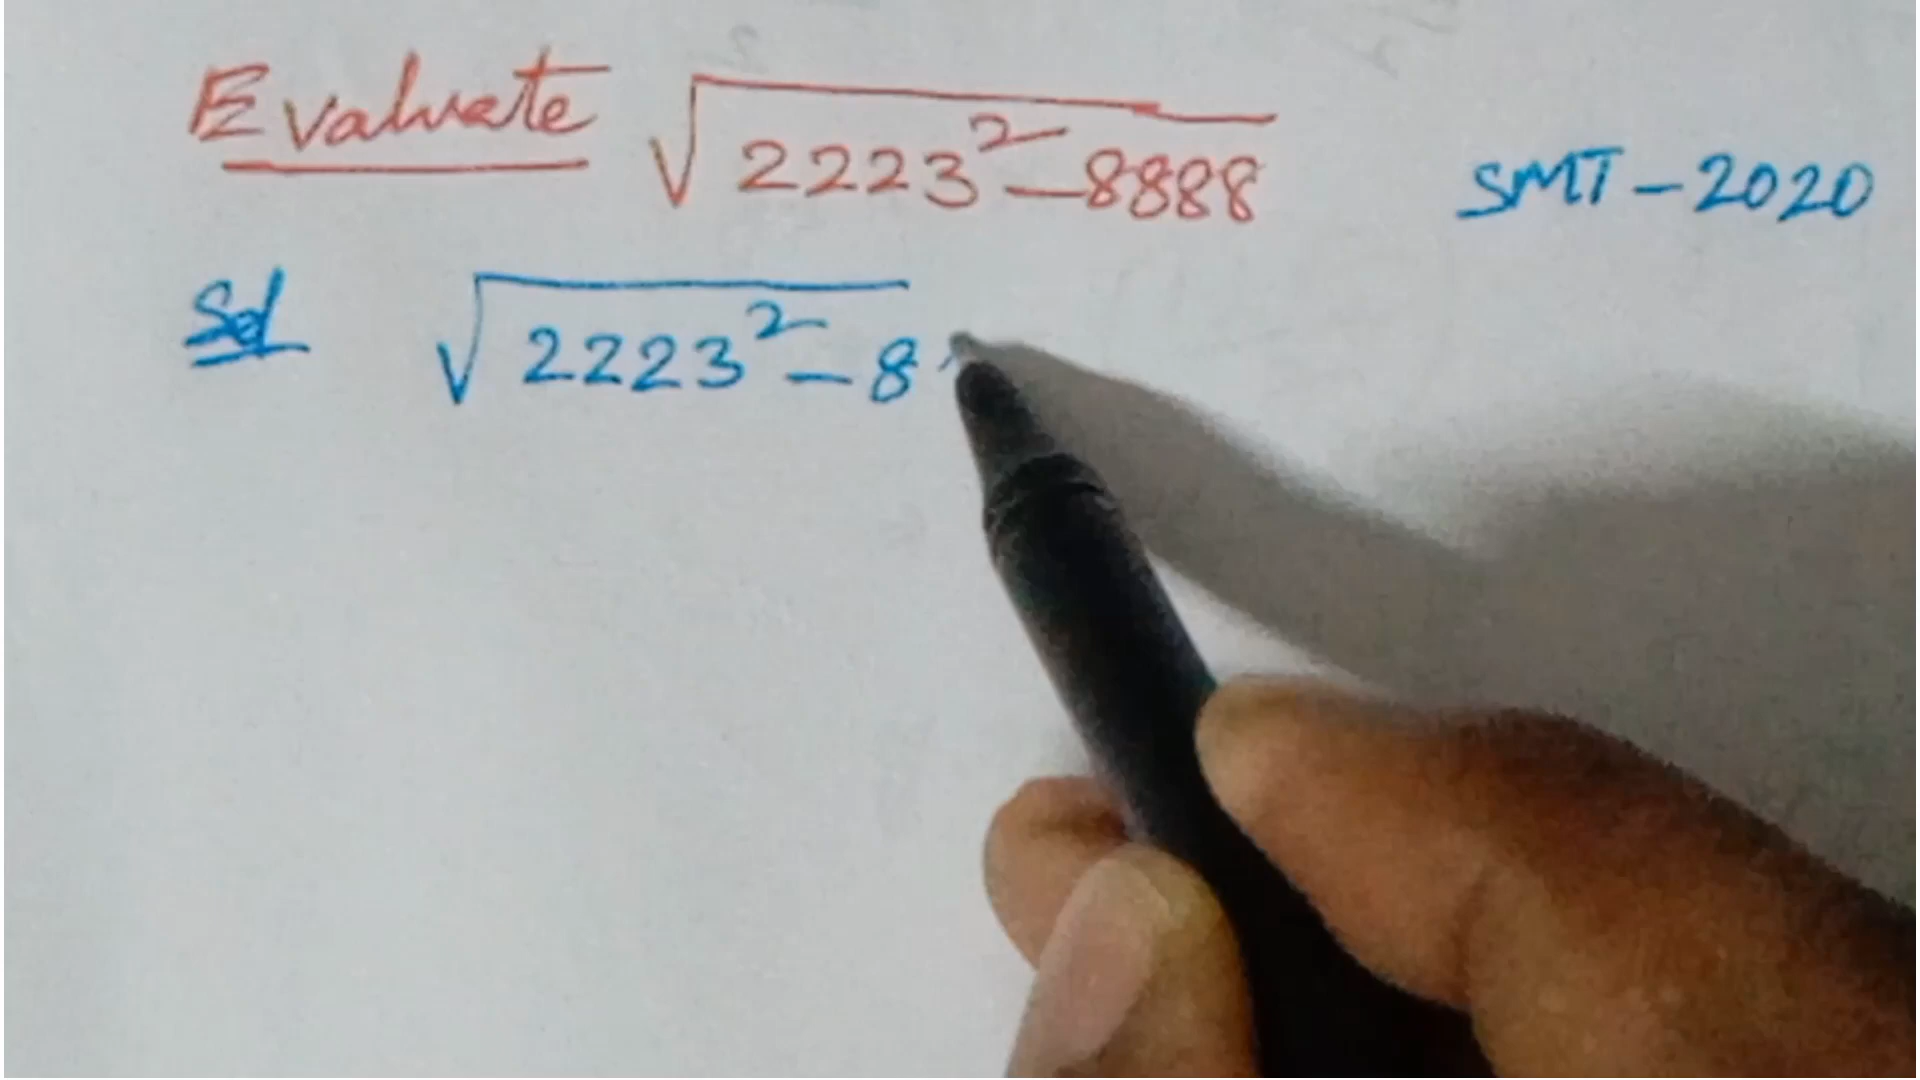 Evaluate √2223² - 8888
SMT - 2020
Sol √2223² - 8